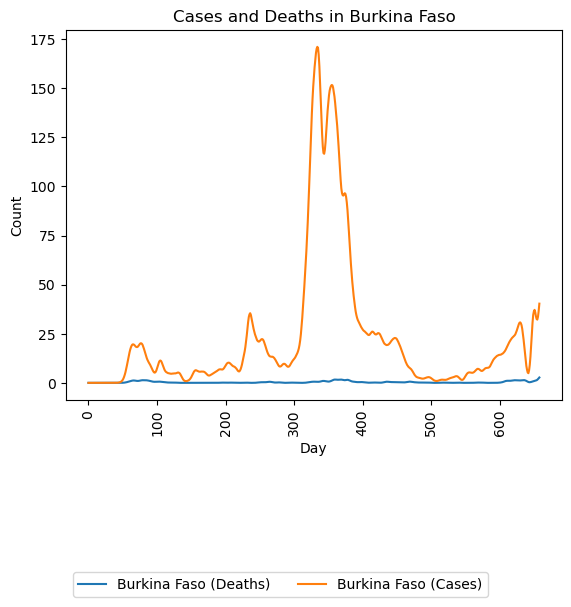 Cases and Deaths in Burkina Faso
Count
175
150
125
100
75
50
25
0
0 100 200 300 400 500 600
Day
Burkina Faso (Deaths) Burkina Faso (Cases)